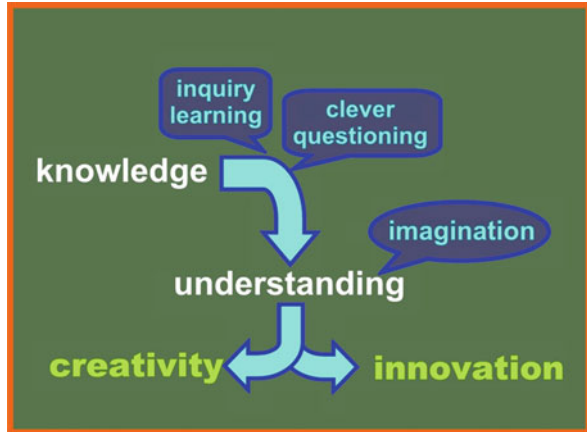 inquiry
learning
clever
questioning
knowledge
imagination
understanding
creativity
innovation